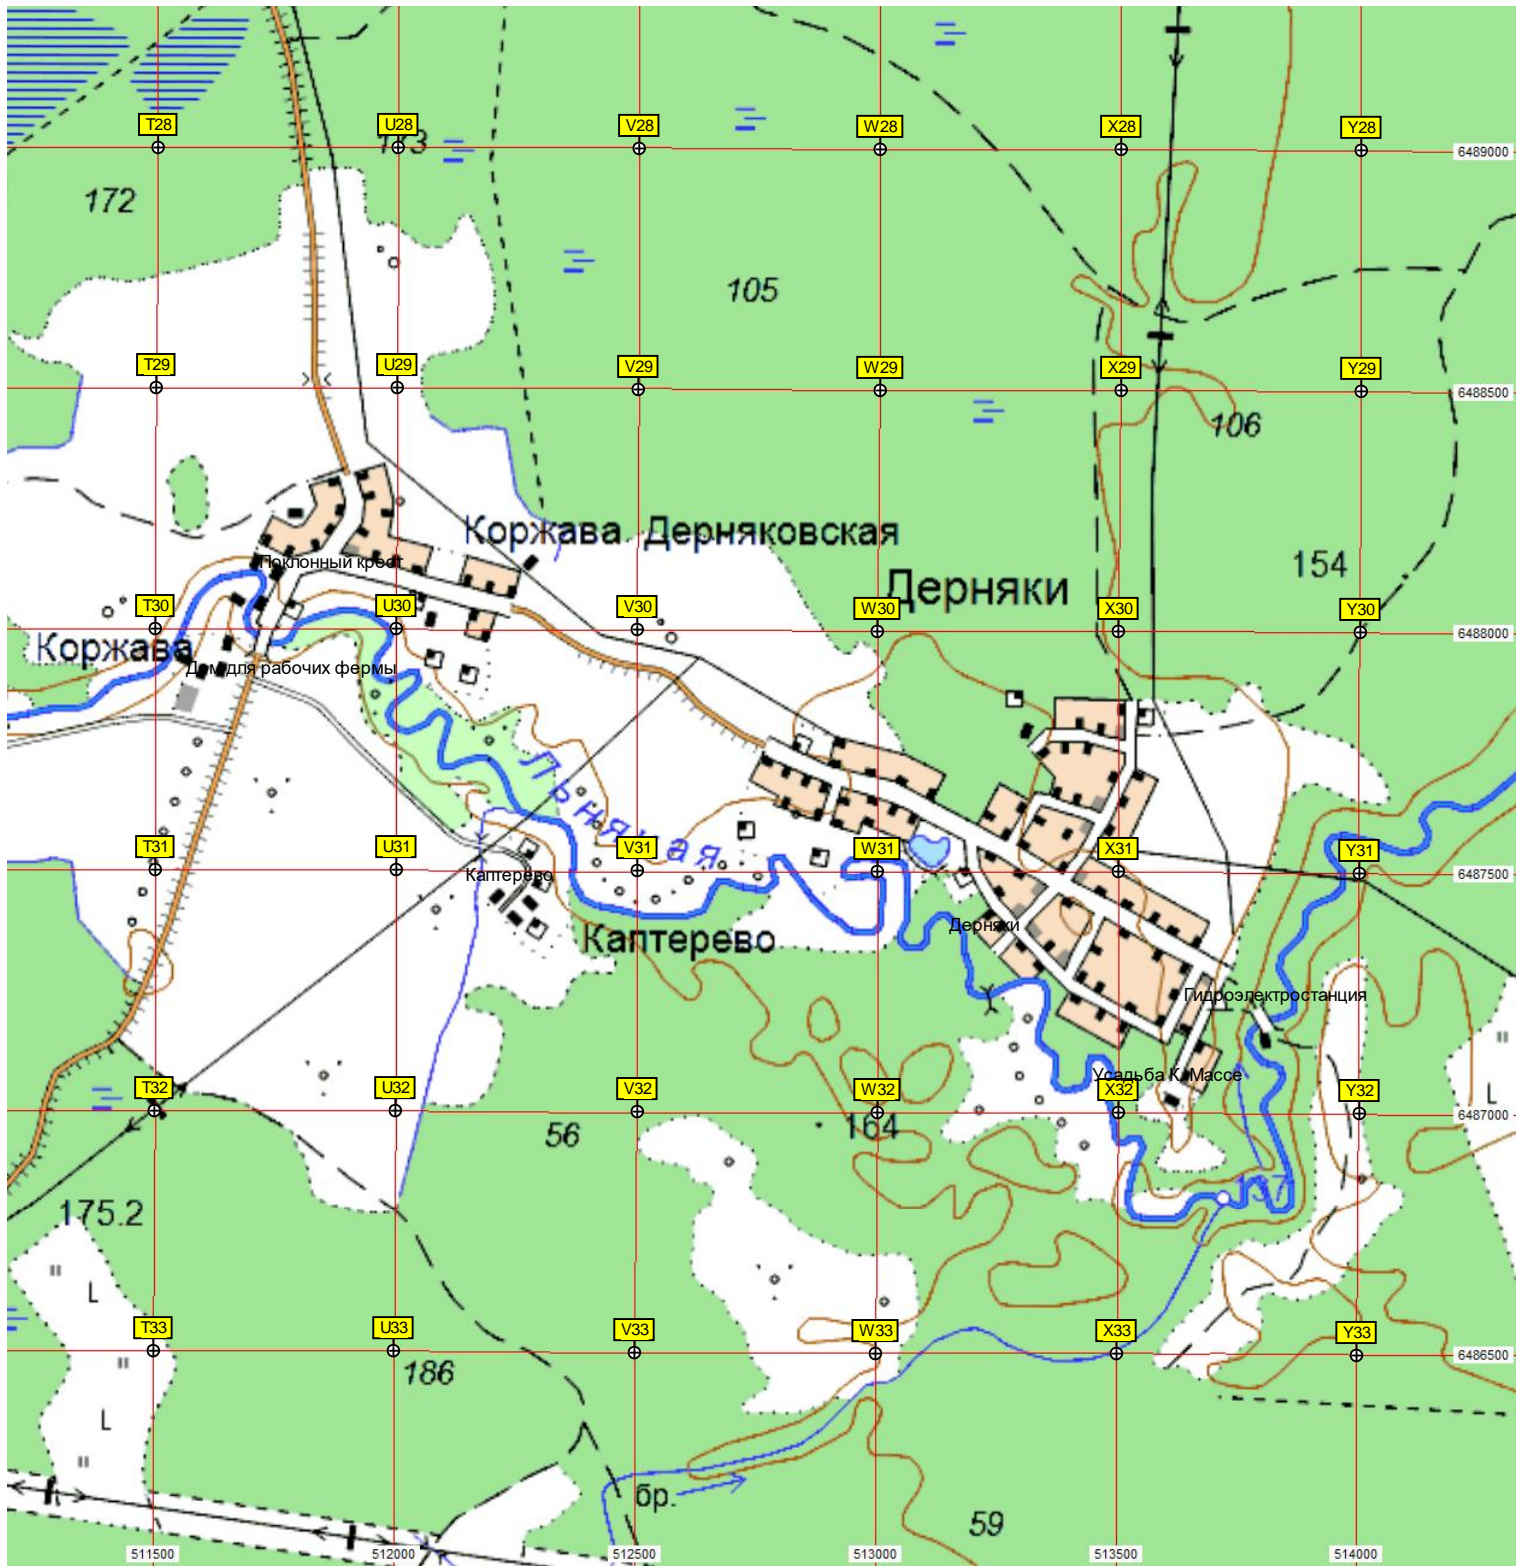 T28 U28 V28 W28 X28 Y28
173
6489000
172
105
T29 U29 V29 W29 X29 Y29
6488500
106
Коржава Дерняковская
Поклонный крест
154
Дерняки
T30 U30 V30 W30 X30 Y30
6488000
Коржава
Дом для рабочих фермы
Льняная
T31 U31 V31 W31 X31 Y31
6487500
Каптерево
Дерняки
Каптерево
Гидроэлектростанция
Усадьба К. Массе
T32 U32 V32 W32 X32 Y32
L
6487000
56
164
157
175.2
L
T33 U33 V33 W33 X33 Y33
6486500
186
L
бр.
59
511500 512000 512500 513000 513500 514000